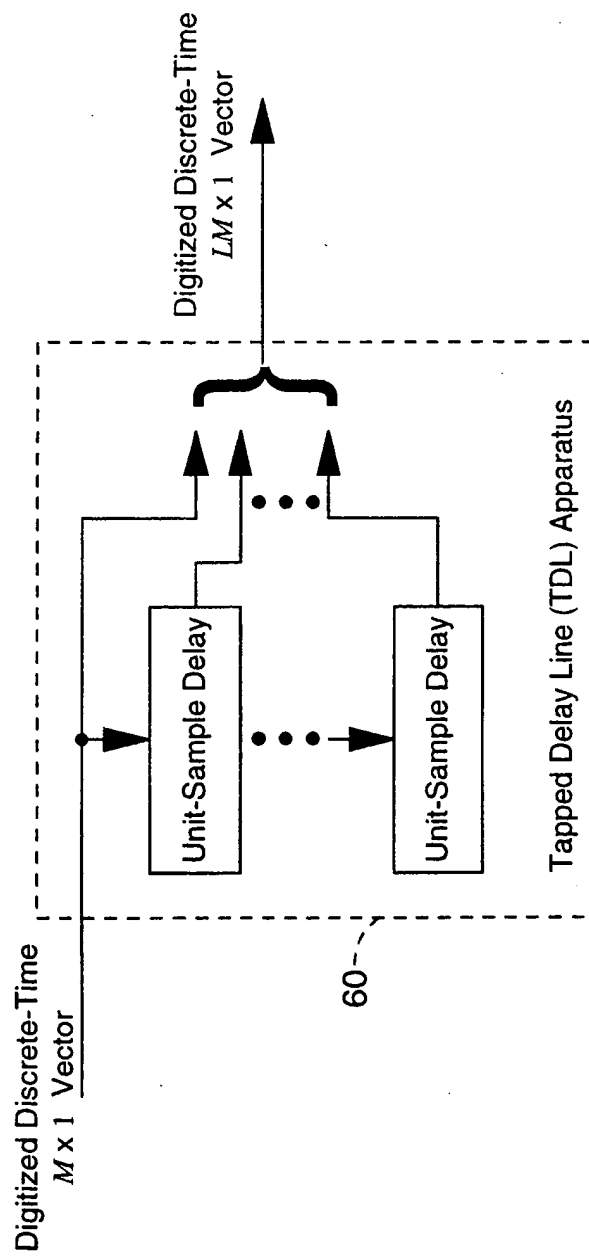 Digitized Discrete-Time
M x 1 Vector
Digitized Discrete-Time
LM x 1 Vector
Unit-Sample Delay
Unit-Sample Delay
60
Tapped Delay Line (TDL) Apparatus